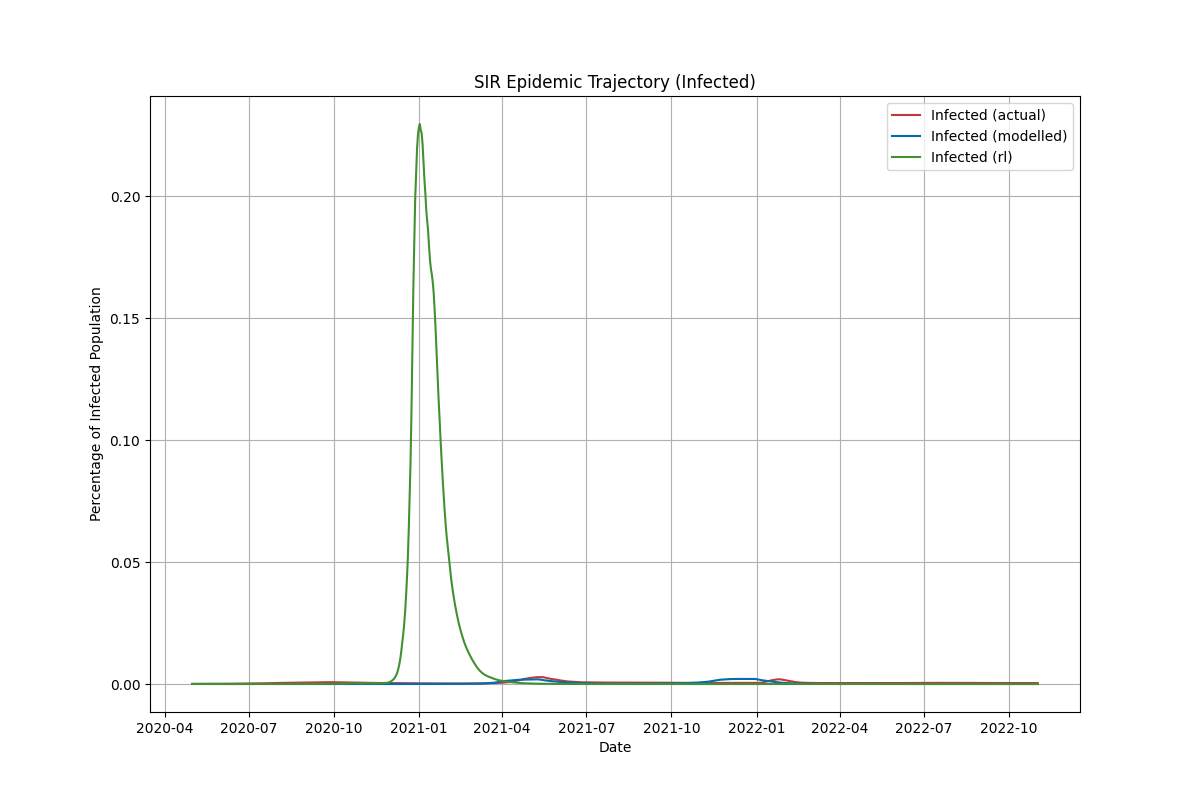 SIR Epidemic Trajectory (Infected)
Infected (actual)
Infected (modelled)
Infected (rl)
Percentage of Infected Population
0.20
0.15
0.10
0.05
0.00
2020-04 2020-07 2020-10 2021-01 2021-04 2021-07 2021-10 2022-01 2022-04 2022-07 2022-10
Date